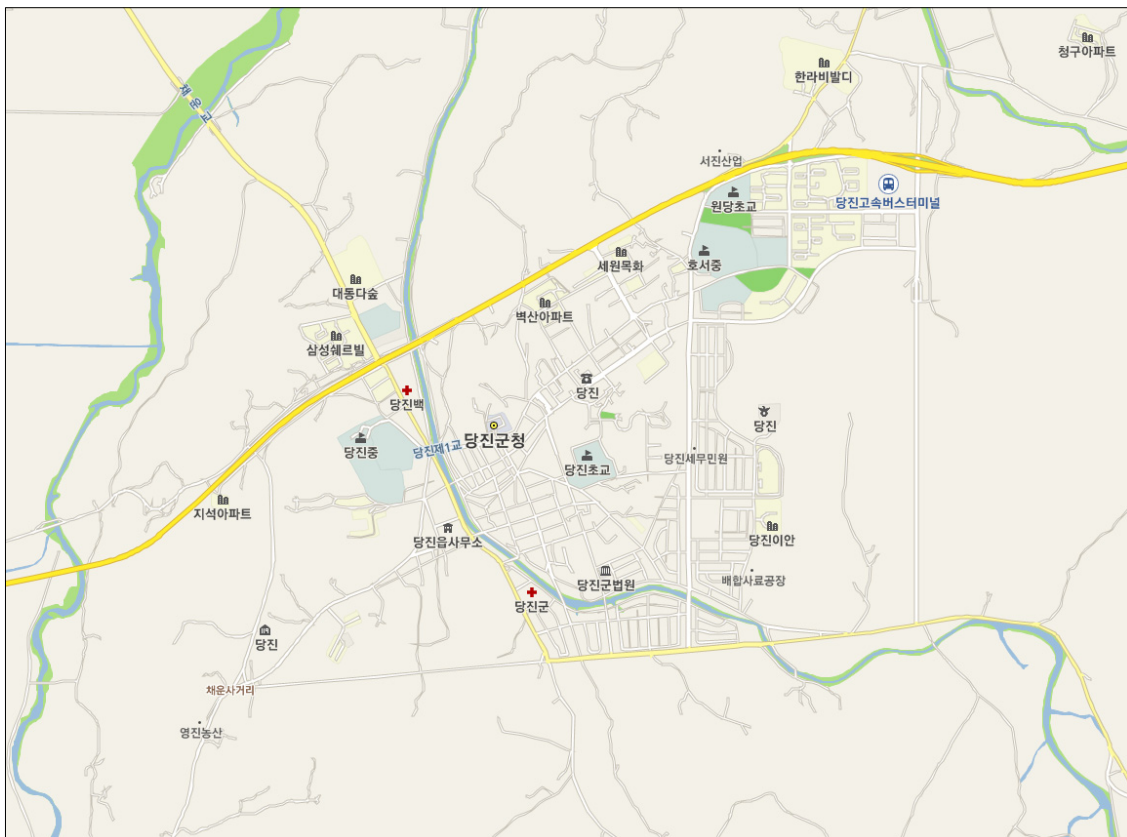 청구아파트
한라비발디
채운교
서진산업
원당초교
당진고속버스터미널
세원목화
호서중
대동다숲
벽산아파트
삼성쉐르빌
당진
당진백
당진
당진군청
당진제1교
당진중
당진초교
당진세무민원
지석아파트
당진읍사무소
당진이안
당진군법원
배합사료공장
당진군
당진
채운사거리
영진농산